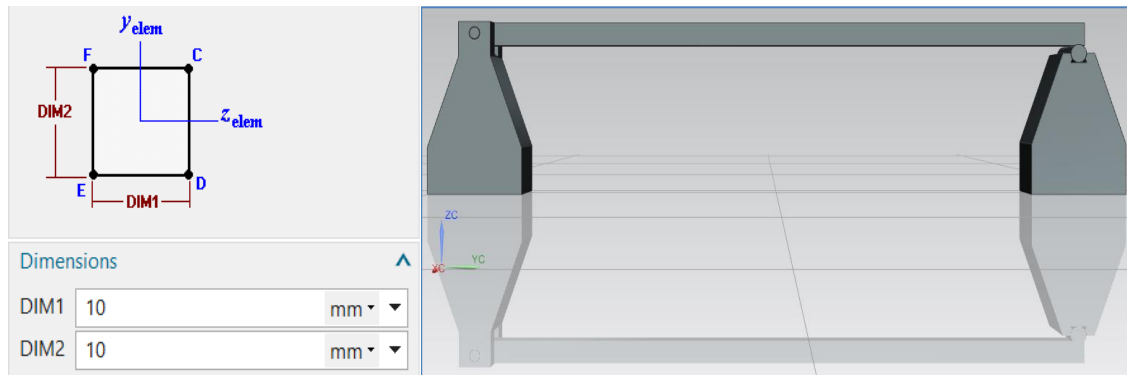 y elem
F
C
DIM2
z elem
E
D
DIM1
Dimensions
DIM1 10 mm
DIM2 10 mm
ZC
XC
YC